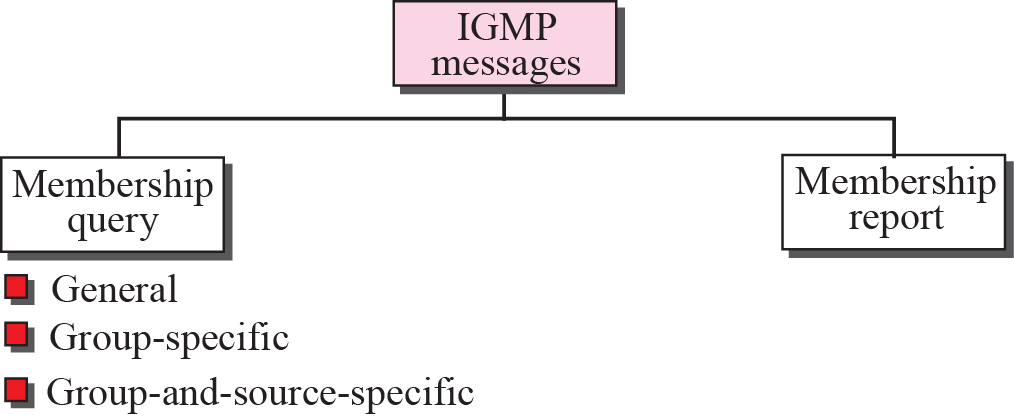 IGMP
messages
Membership
query
Membership
report
General
Group-specific
Group-and-source-specific